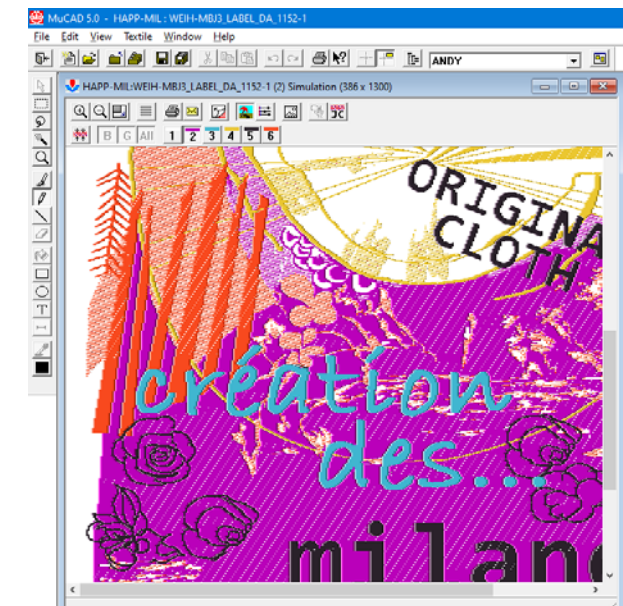 MuCAD 5.0 - HAPP-MIL : WEIH-MBJ3_LABEL_DA_1152-1
File Edit View Textile Window Help
ANDY
HAPP-MIL:WEIH-MBJ3_LABEL_DA_1152-1 (2) Simulation (386 x 1300)
B G All 1 2 3 4 5 6
ORIGINA
CLOTH
création
des...
milano